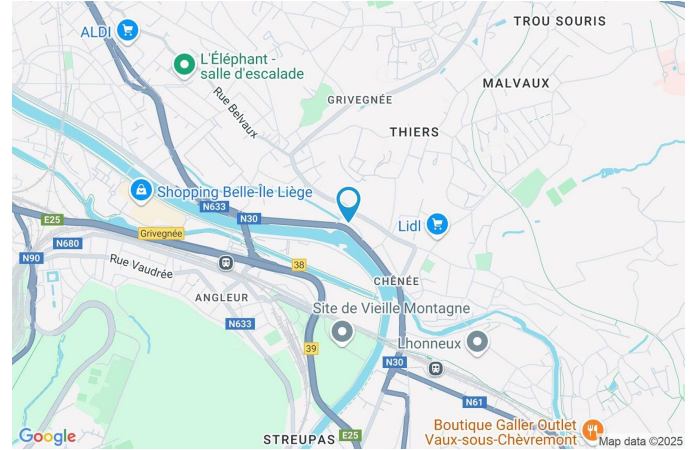 TROU SOURIS
ALDI
L'Éléphant -
salle d'escalade
MALVAUX
GRIVEGNÉE
Rue Belvaux
THIERS
Shopping Belle-Île Liège
N633
N30
Lidl
E25
Grivegnée
N680
N90
Rue Vaudrée
38
CHÊNÉE
ANGLEUR
Site de Vieille Montagne
N633
Lhonneux
39
N30
N61
Boutique Galler Outlet
Vaux-sous-Chèvremont
STREUPAS
E25
Google
Map data ©2025